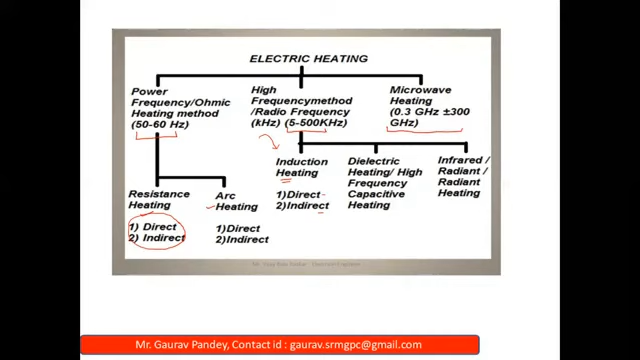 ELECTRIC HEATING
Power
Frequency/Ohmic
Heating method
(50-60 Hz)
High
Frequencymethod
/Radio Frequency
(kHz) (5-500KHz
Microwave
Heating
(0.3 GHz ±300
GHz)
Resistance
Heating
1) Direct
2) Indirect
Arc
Heating
1)Direct
2)Indirect
Induction
Heating
1)Direct
2)Indirect
Dielectric
Heating/ High
Frequency
Capacitive
Heating
Infrared /
Radiant /
Radiant
Heating
Mr. Gaurav Pandey, Contact id : gaurav.srmgpc@gmail.com